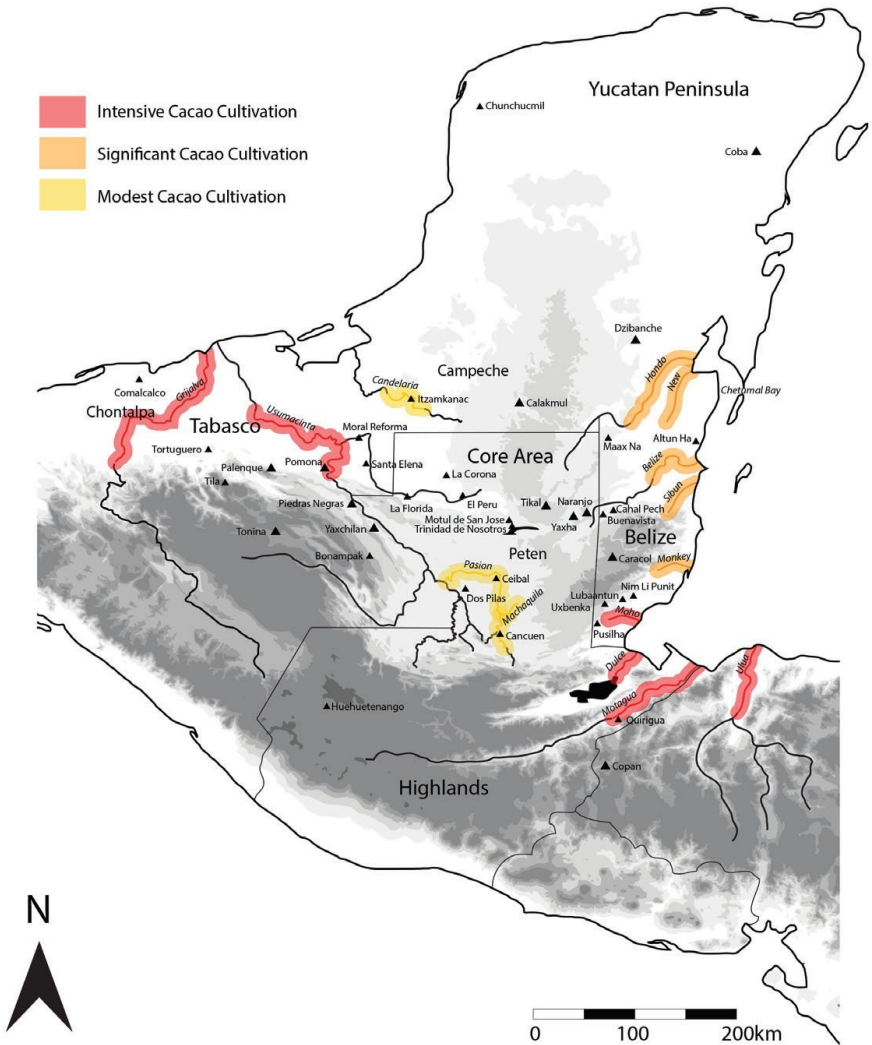 Yucatan Peninsula
Intensive Cacao Cultivation
Chunchucmil
Significant Cacao Cultivation
Coba
Modest Cacao Cultivation
Dzibanche
Campeche
Hondo
New
Chetumal Bay
Comalcalco
Grijalva
Candelaria
Itzamkanac
Calakmul
Chontalpa
Tabasco
Usumacinta
Moral Reforma
Maax Na
Altun Ha
Tortuguero
Core Area
Palenque
Pomona
Santa Elena
Belize
Tila
La Corona
Sibun
Piedras Negras
La Florida
El Peru
Tikal
Naranjo
Cahal Pech
Motul de San Jose
Buenavista
Tonina
Yaxchilan
Trinidad de Nosotros
Yaxha
Belize
Bonampak
Peten
Caracol
Monkey
Pasion
Ceibal
Nim Li Punit
Dos Pilas
Machaquila
Lubaantun
Uxbenka
Moho
Cancuen
Pusilha
Dulce
Ulua
Motagua
Huehuetenango
Quirigua
Copan
Highlands
N
0 100 200km